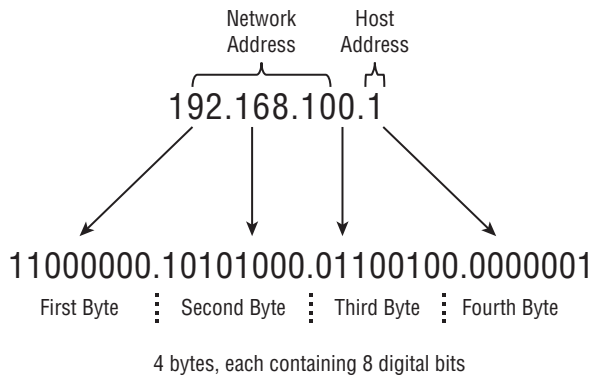 Network Address
Host Address
192.168.100.1
11000000.10101000.01100100.0000001
First Byte Second Byte Third Byte Fourth Byte
4 bytes, each containing 8 digital bits